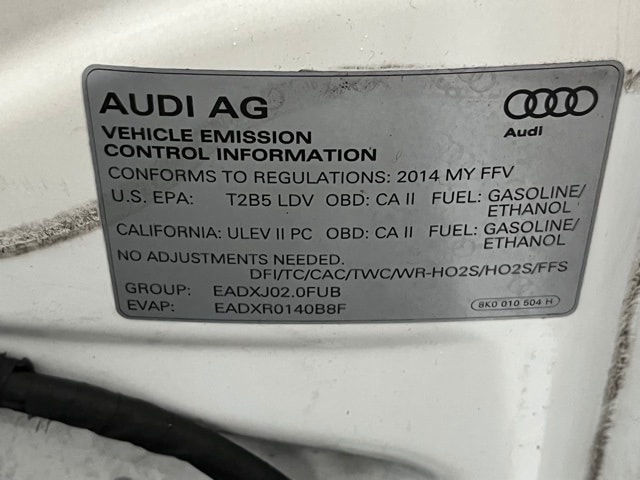 AUDI AG
Audi
VEHICLE EMISSION
CONTROL INFORMATION
CONFORMS TO REGULATIONS: 2014 MY FFV
U.S. EPA: T2B5 LDV OBD: CA II FUEL: GASOLINE/
ETHANOL
CALIFORNIA: ULEV II PC OBD: CA II FUEL: GASOLINE/
ETHANOL
NO ADJUSTMENTS NEEDED.
DFI/TC/CAC/TWC/WR-HO2S/HO2S/FFS
GROUP: EADXJ02.0FUB
EVAP: EADXR0140B8F
8K0 010 504 H